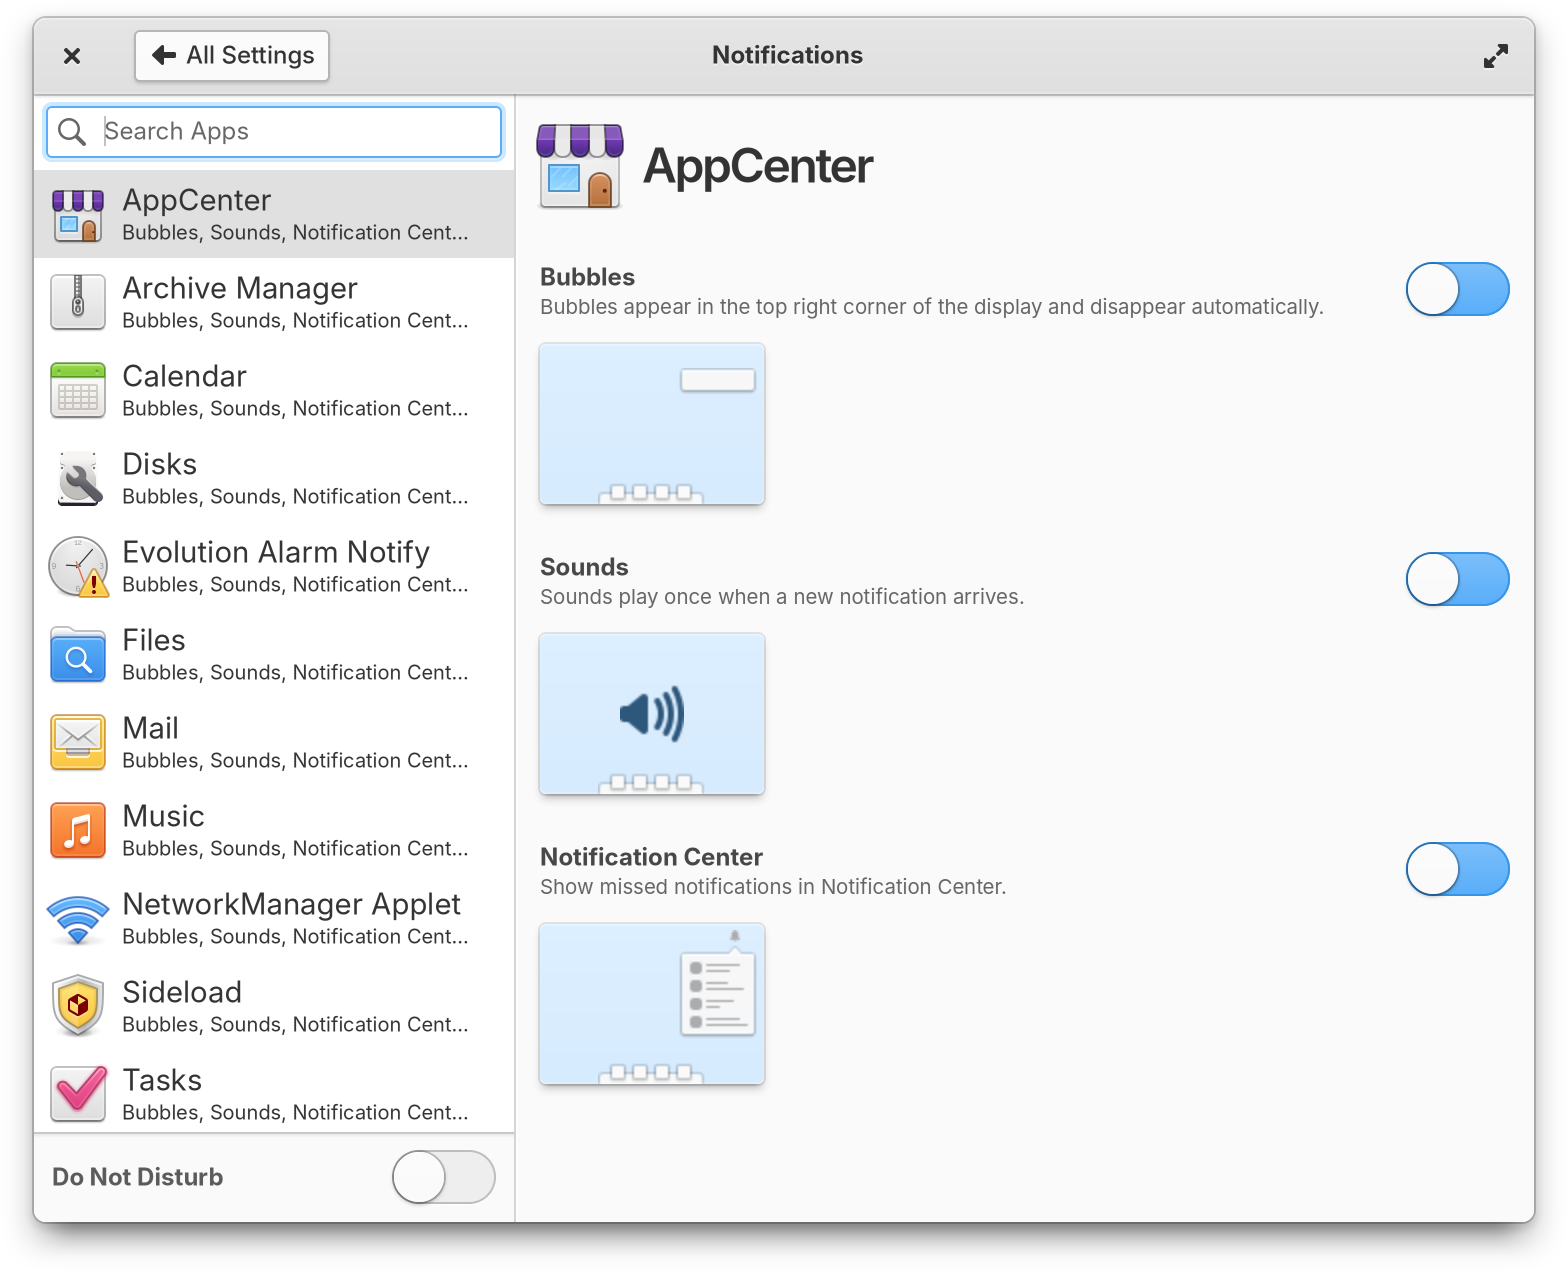 All Settings
Notifications
Search Apps
AppCenter
Bubbles, Sounds, Notification Cent...
Archive Manager
Bubbles, Sounds, Notification Cent...
Calendar
Bubbles, Sounds, Notification Cent...
Disks
Bubbles, Sounds, Notification Cent...
Evolution Alarm Notify
Bubbles, Sounds, Notification Cent...
Files
Bubbles, Sounds, Notification Cent...
Mail
Bubbles, Sounds, Notification Cent...
Music
Bubbles, Sounds, Notification Cent...
NetworkManager Applet
Bubbles, Sounds, Notification Cent...
Sideload
Bubbles, Sounds, Notification Cent...
Tasks
Bubbles, Sounds, Notification Cent...
Do Not Disturb
AppCenter
Bubbles
Bubbles appear in the top right corner of the display and disappear automatically.
Sounds
Sounds play once when a new notification arrives.
Notification Center
Show missed notifications in Notification Center.